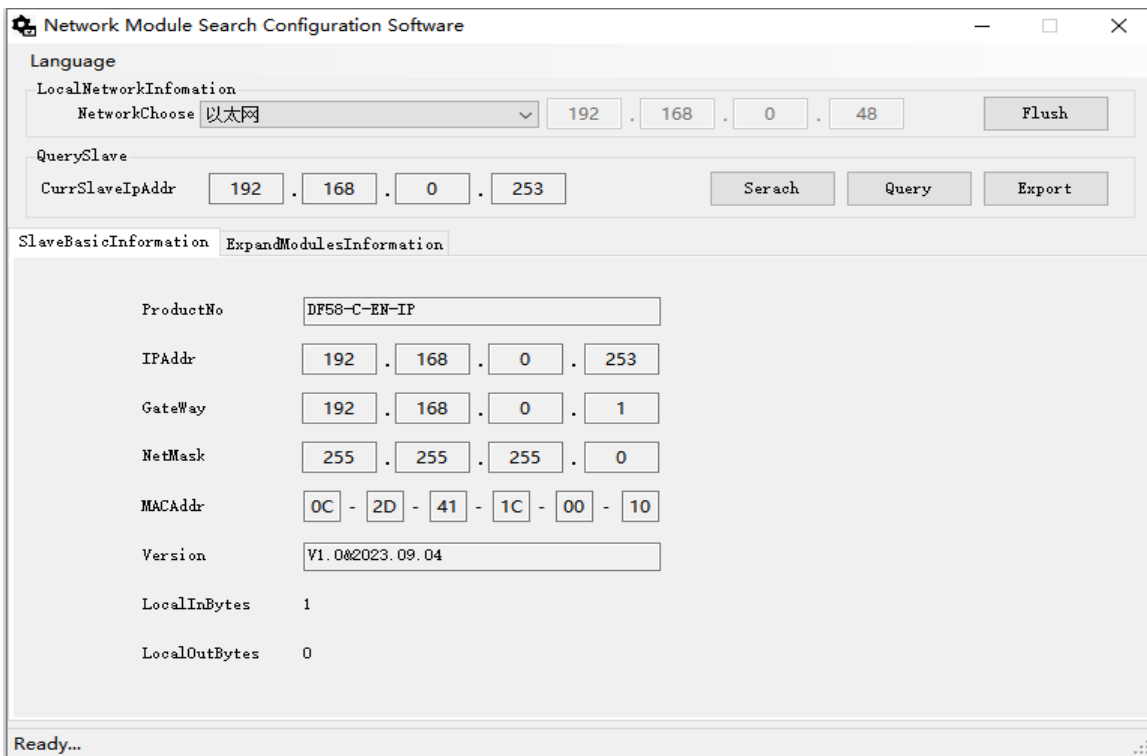 Network Module Search Configuration Software
Language
LocalNetworkInfomation
NetworkChoose 以太网 192 . 168 . 0 . 48 Flush
QuerySlave
CurrSlaveIpAddr 192 . 168 . 0 . 253 Serach Query Export
SlaveBasicInformation ExpandModulesInformation
ProductNo DF58-C-EN-IP
IPAddr 192 . 168 . 0 . 253
GateWay 192 . 168 . 0 . 1
NetMask 255 . 255 . 255 . 0
MACAddr 0C - 2D - 41 - 1C - 00 - 10
Version V1.0&2023.09.04
LocalInBytes 1
LocalOutBytes 0
Ready...